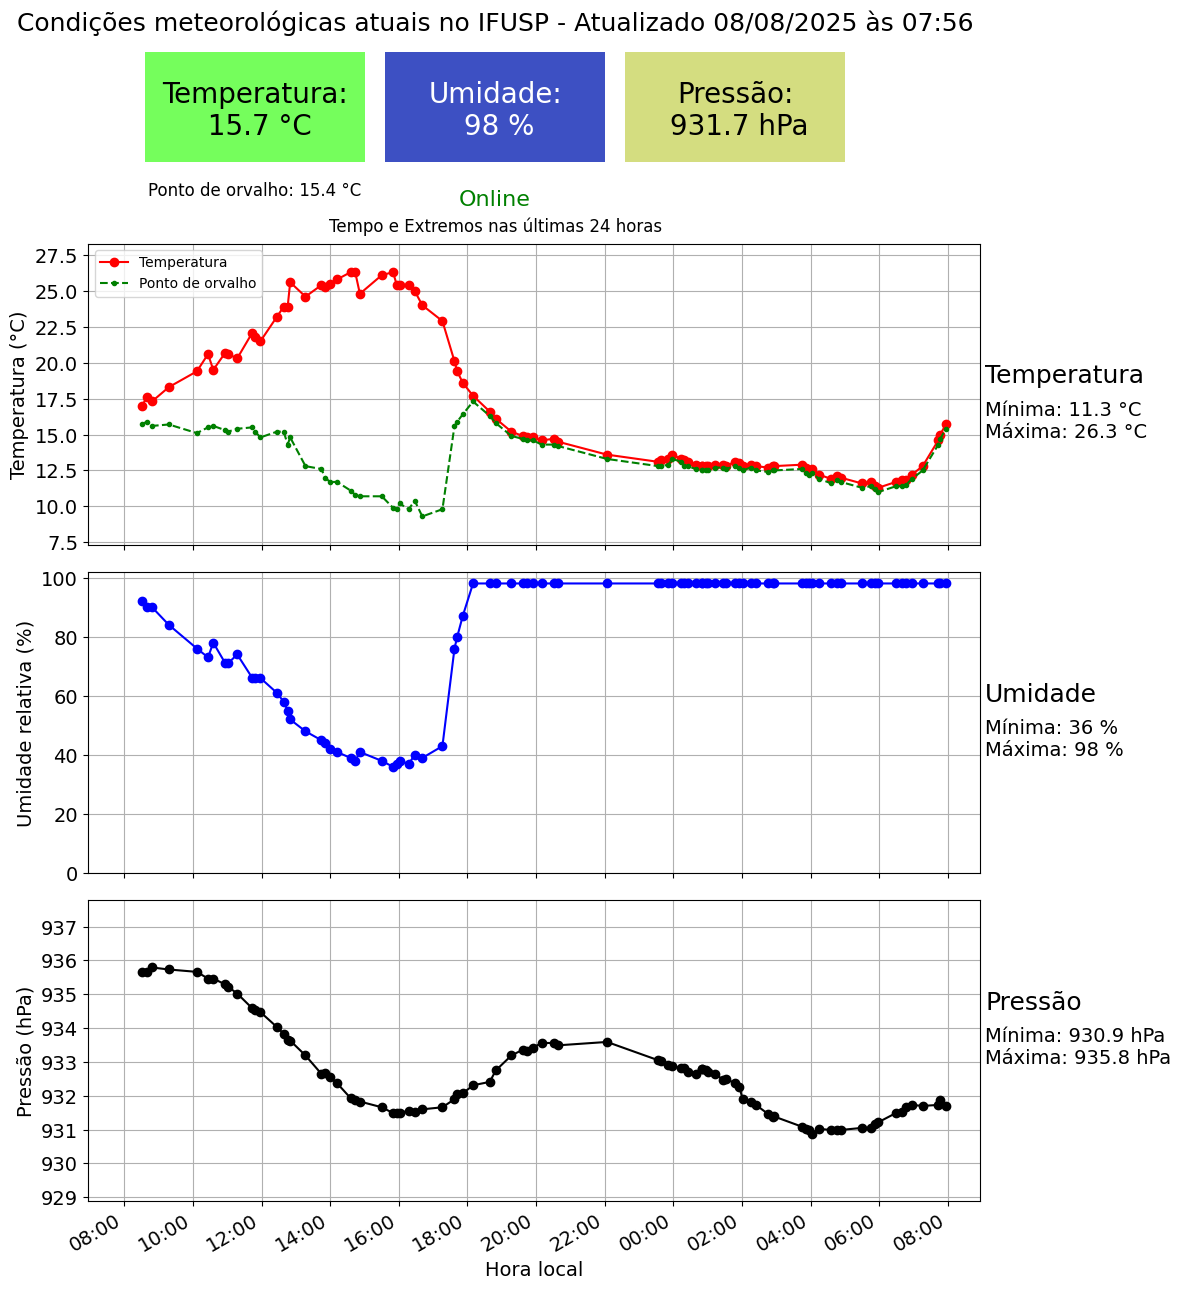 Condições meteorológicas atuais no IFUSP - Atualizado 08/08/2025 às 07:56
Temperatura:
15.7 °C
Umidade:
98 %
Pressão:
931.7 hPa
Ponto de orvalho: 15.4 °C
Online
Tempo e Extremos nas últimas 24 horas
Temperatura
Ponto de orvalho
Temperatura (°C)
27.5
25.0
22.5
20.0
17.5
15.0
12.5
10.0
7.5
Temperatura
Mínima: 11.3 °C
Máxima: 26.3 °C
Umidade relativa (%)
100
80
60
40
20
0
Umidade
Mínima: 36 %
Máxima: 98 %
Pressão (hPa)
937
936
935
934
933
932
931
930
929
Pressão
Mínima: 930.9 hPa
Máxima: 935.8 hPa
08:00 10:00 12:00 14:00 16:00 18:00 20:00 22:00 00:00 02:00 04:00 06:00 08:00
Hora local